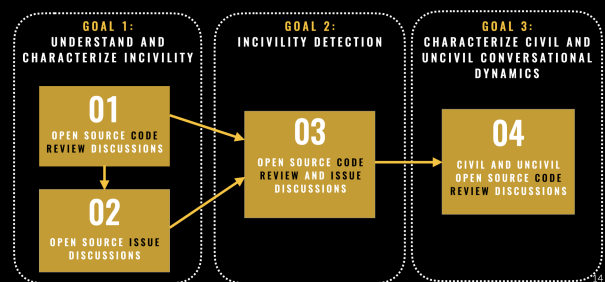 GOAL 1:
UNDERSTAND AND
CHARACTERIZE INCIVILITY
01
OPEN SOURCE CODE
REVIEW DISCUSSIONS
02
OPEN SOURCE ISSUE
DISCUSSIONS
GOAL 2:
INCIVILITY DETECTION
03
OPEN SOURCE CODE
REVIEW AND ISSUE
DISCUSSIONS
GOAL 3:
CHARACTERIZE CIVIL AND
UNCIVIL CONVERSATIONAL
DYNAMICS
04
CIVIL AND UNCIVIL
OPEN SOURCE CODE
REVIEW DISCUSSIONS
14